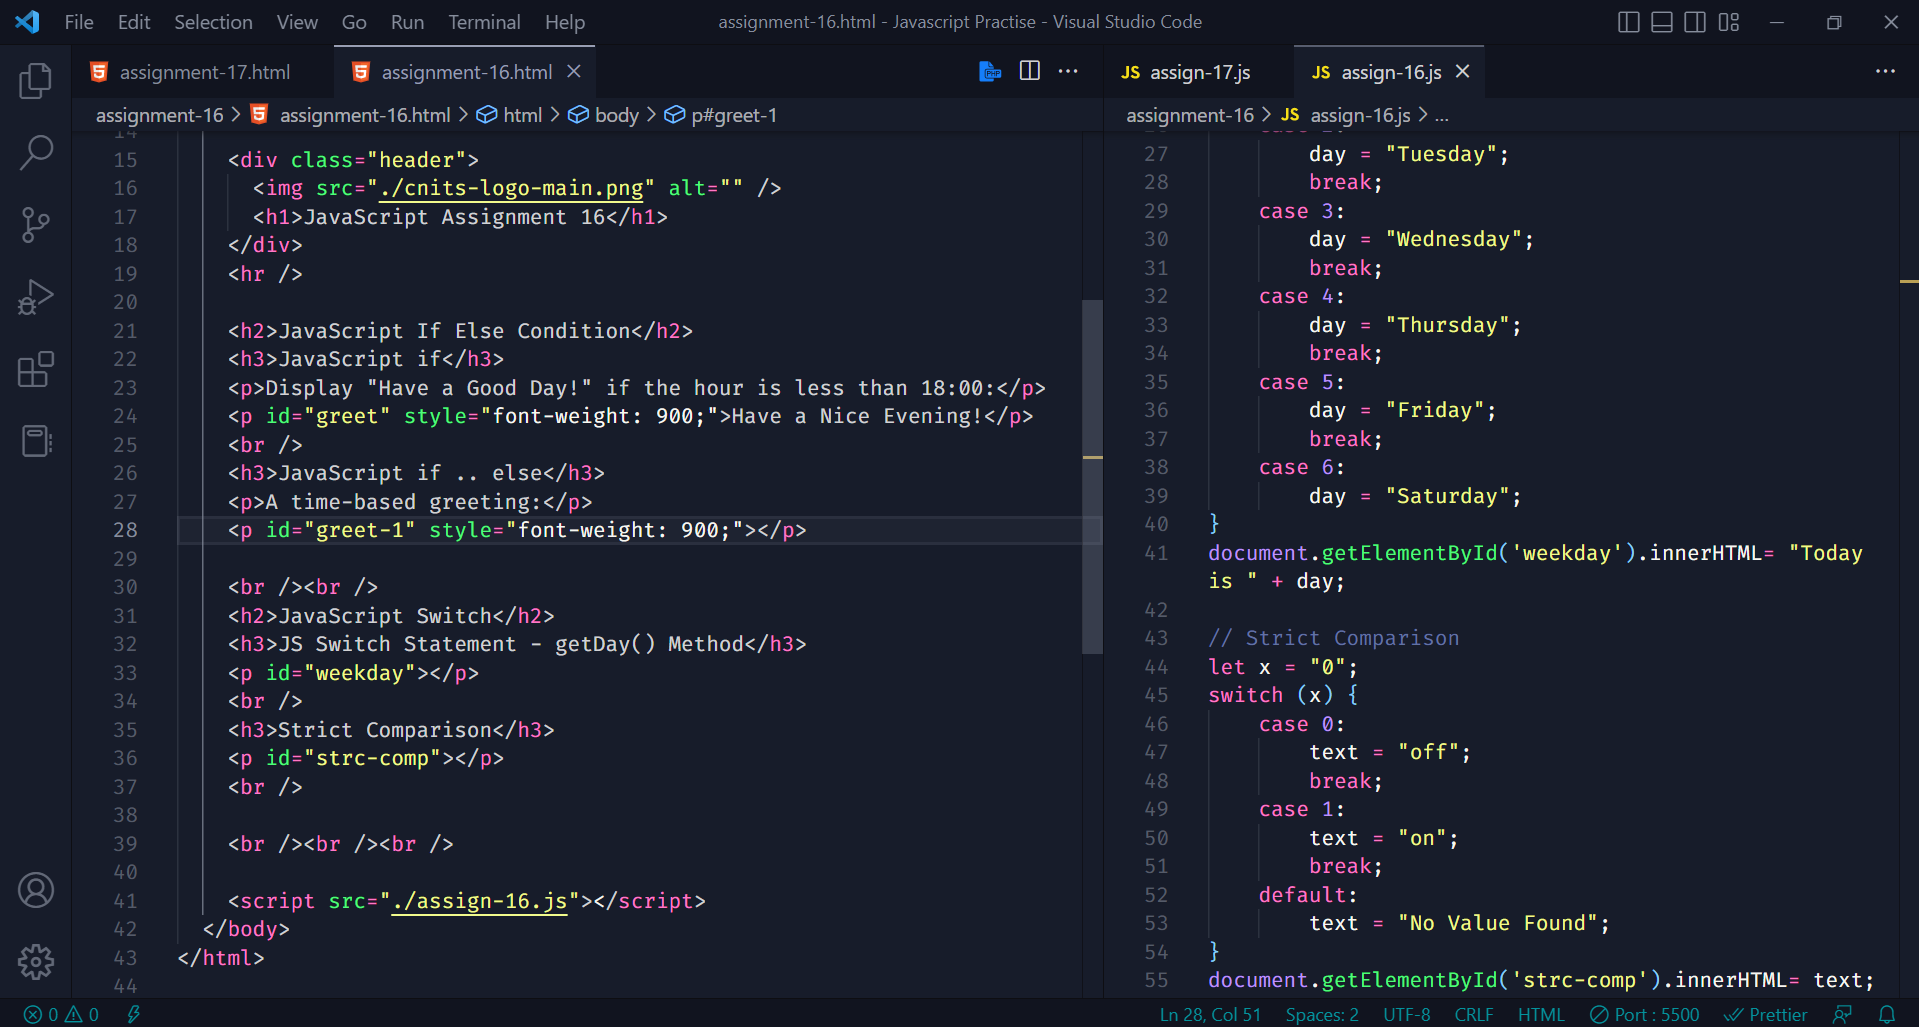 File Edit Selection View Go Run Terminal Help
assignment-16.html - Javascript Practise - Visual Studio Code
assignment-17.html
assignment-16.html
assignment-16 > assignment-16.html > html > body > p#greet-1
14
15 <div class="header">
16 <img src="./cnits-logo-main.png" alt="" />
17 <h1>JavaScript Assignment 16</h1>
18 </div>
19 <hr />
20
21 <h2>JavaScript If Else Condition</h2>
22 <h3>JavaScript if</h3>
23 <p>Display "Have a Good Day!" if the hour is less than 18:00:</p>
24 <p id="greet" style="font-weight: 900;">Have a Nice Evening!</p>
25 <br />
26 <h3>JavaScript if .. else</h3>
27 <p>A time-based greeting:</p>
28 <p id="greet-1" style="font-weight: 900;"></p>
29
30 <br /><br />
31 <h2>JavaScript Switch</h2>
32 <h3>JS Switch Statement - getDay() Method</h3>
33 <p id="weekday"></p>
34 <br />
35 <h3>Strict Comparison</h3>
36 <p id="strc-comp"></p>
37 <br />
38
39 <br /><br /><br />
40
41 <script src="./assign-16.js"></script>
42 </body>
43 </html>
44
JS assign-17.js
JS assign-16.js
assignment-16 > JS assign-16.js > ...
27 day = "Tuesday";
28 break;
29 case 3:
30 day = "Wednesday";
31 break;
32 case 4:
33 day = "Thursday";
34 break;
35 case 5:
36 day = "Friday";
37 break;
38 case 6:
39 day = "Saturday";
40 }
41 document.getElementById('weekday').innerHTML= "Today
is " + day;
42
43 // Strict Comparison
44 let x = "0";
45 switch (x) {
46 case 0:
47 text = "off";
48 break;
49 case 1:
50 text = "on";
51 break;
52 default:
53 text = "No Value Found";
54 }
55 document.getElementById('strc-comp').innerHTML= text;
0 0
Ln 28, Col 51 Spaces: 2 UTF-8 CRLF HTML Port : 5500 Prettier